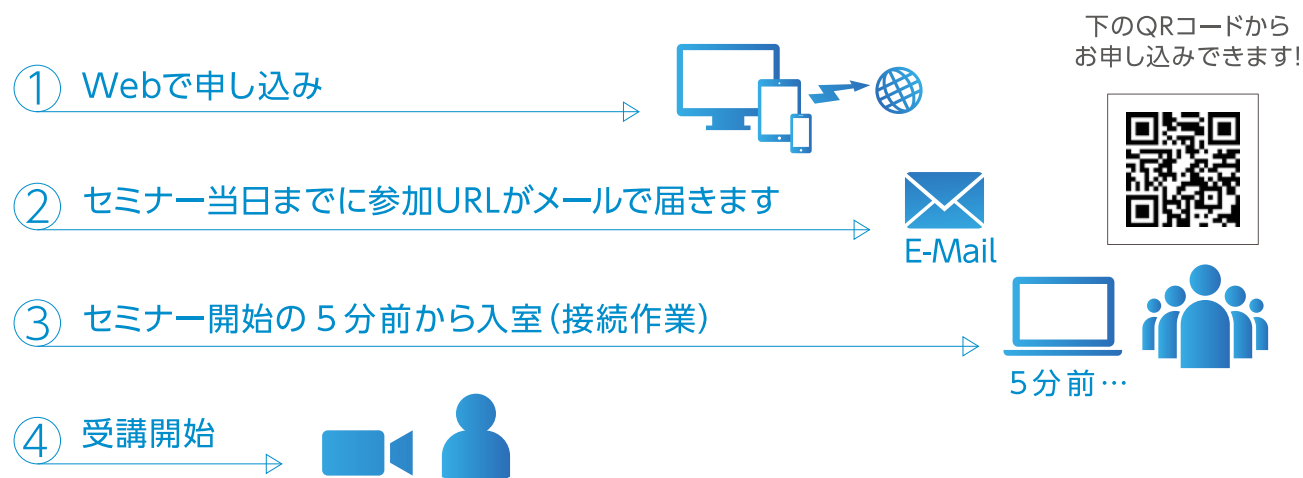 下のQRコードから
お申し込みできます!
① Webで申し込み
② セミナー当日までに参加URLがメールで届きます
E-Mail
③ セミナー開始の5分前から入室(接続作業)
5分前…
④ 受講開始